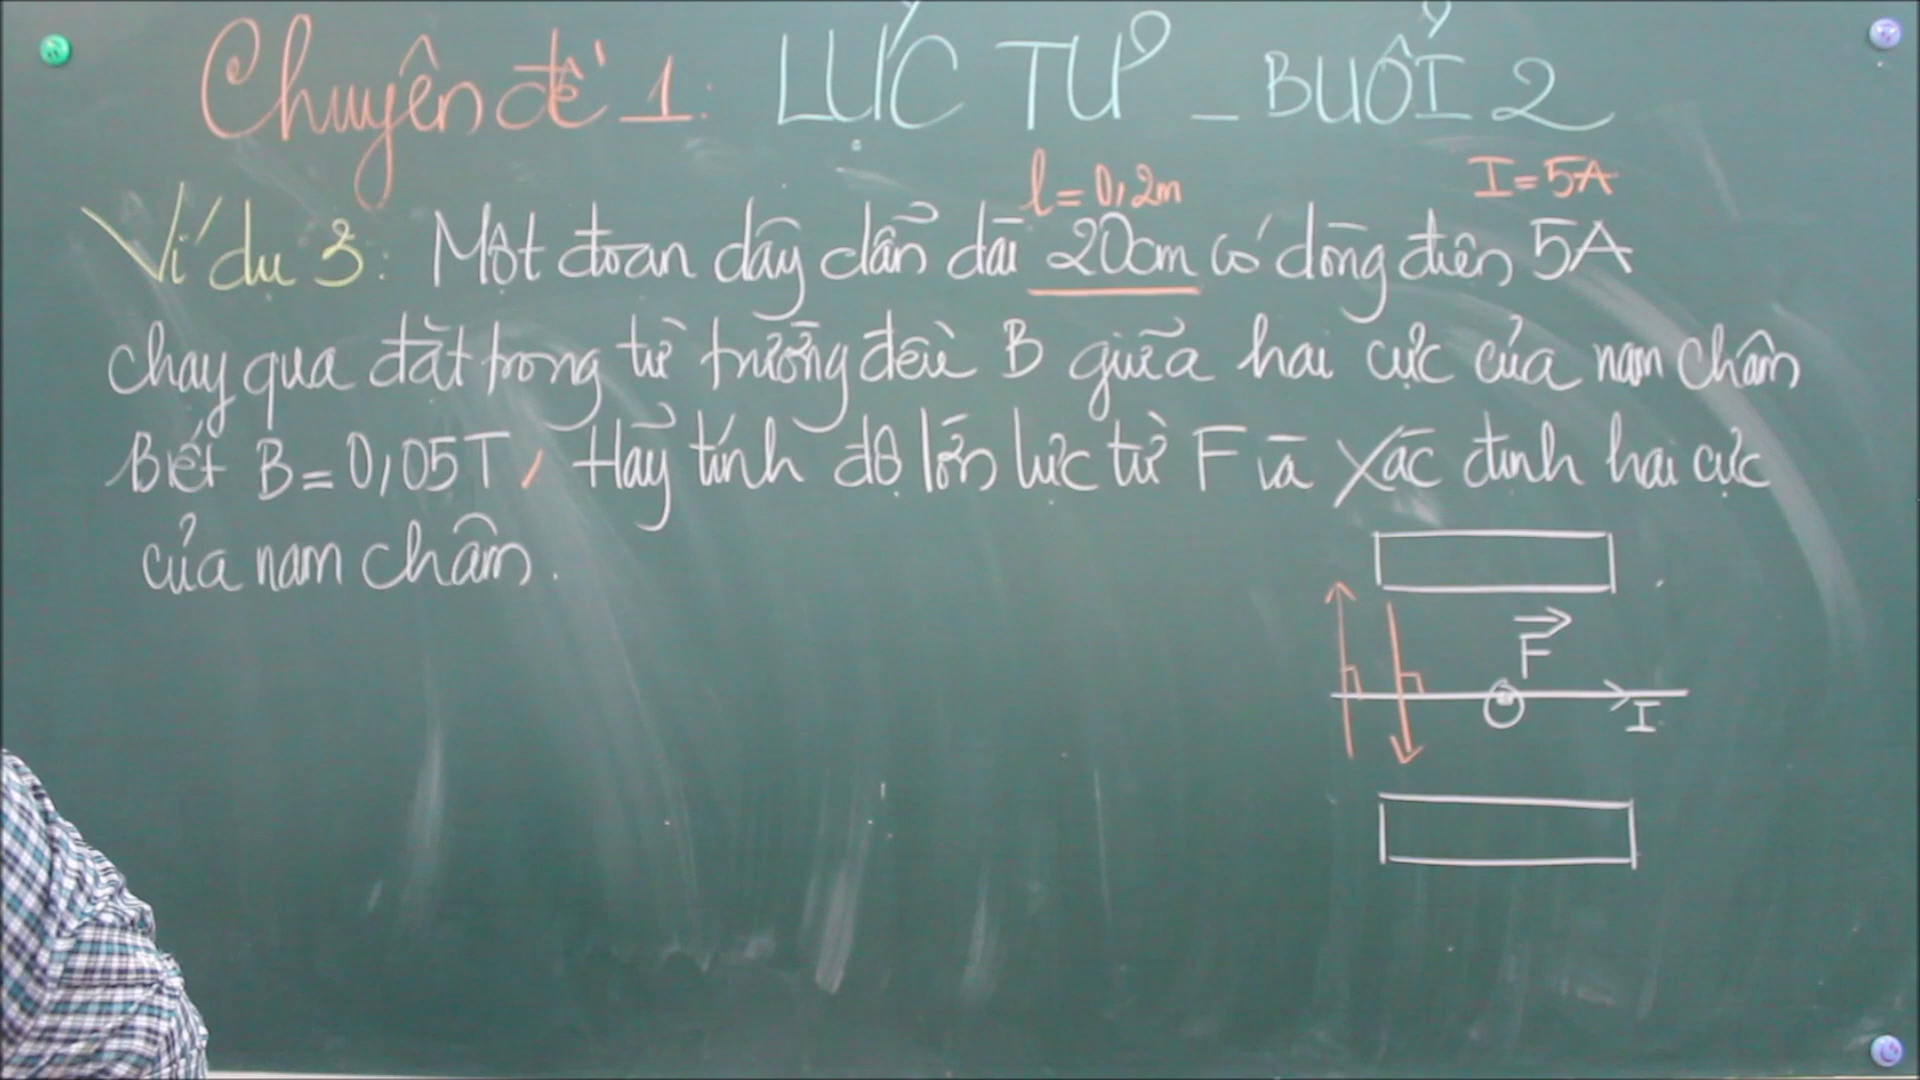 Chuyên đề 1: LỰC TỪ - BUỔI 2
l = 0,2m I = 5A
Ví dụ 3: Một đoạn dây dẫn dài 20cm có dòng điện 5A
chạy qua đặt trong từ trường đều B giữa hai cực của nam châm
Biết B = 0,05T, Hãy tính độ lớn lực từ F và xác định hai cực
của nam châm.
F
I